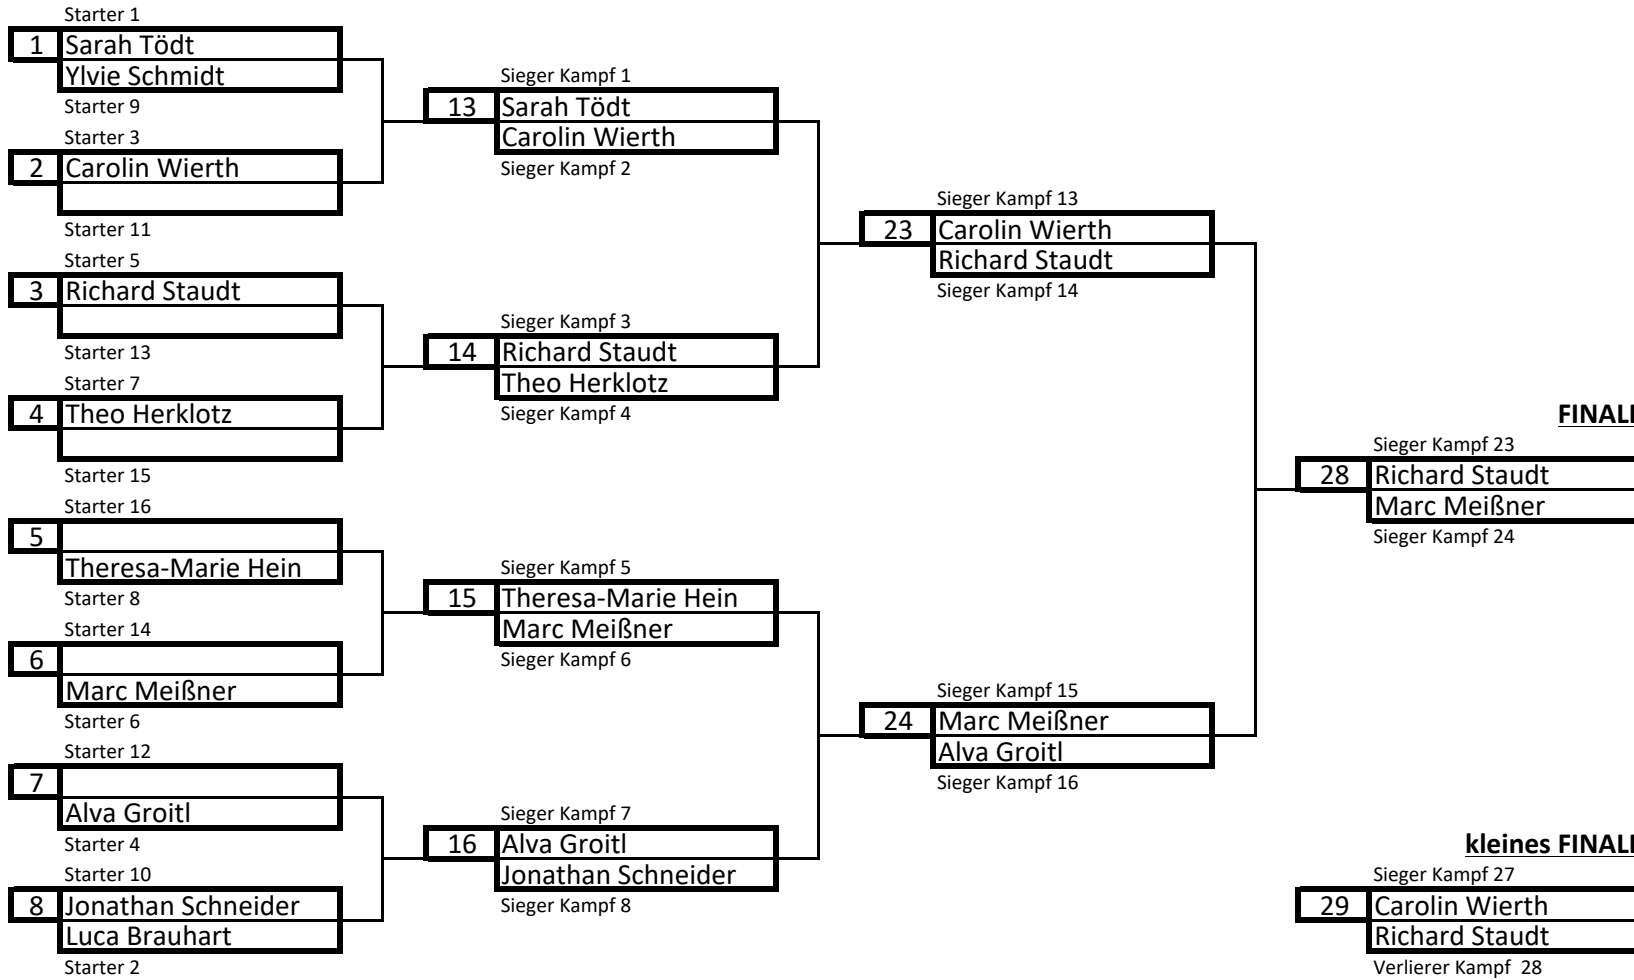 Starter 1
1 Sarah Tödt
Ylvie Schmidt
Starter 9
Starter 3
2 Carolin Wierth
Starter 11
Starter 5
3 Richard Staudt
Starter 13
Starter 7
4 Theo Herklotz
Starter 15
Starter 16
5
Theresa-Marie Hein
Starter 8
Starter 14
6
Marc Meißner
Starter 6
Starter 12
7
Alva Groitl
Starter 4
Starter 10
8 Jonathan Schneider
Luca Brauhart
Starter 2
Sieger Kampf 1
13 Sarah Tödt
Carolin Wierth
Sieger Kampf 2
Sieger Kampf 3
14 Richard Staudt
Theo Herklotz
Sieger Kampf 4
Sieger Kampf 5
15 Theresa-Marie Hein
Marc Meißner
Sieger Kampf 6
Sieger Kampf 7
16 Alva Groitl
Jonathan Schneider
Sieger Kampf 8
Sieger Kampf 13
23 Carolin Wierth
Richard Staudt
Sieger Kampf 14
Sieger Kampf 15
24 Marc Meißner
Alva Groitl
Sieger Kampf 16
FINALE
Sieger Kampf 23
28 Richard Staudt
Marc Meißner
Sieger Kampf 24
kleines FINALE
Sieger Kampf 27
29 Carolin Wierth
Richard Staudt
Verlierer Kampf 28